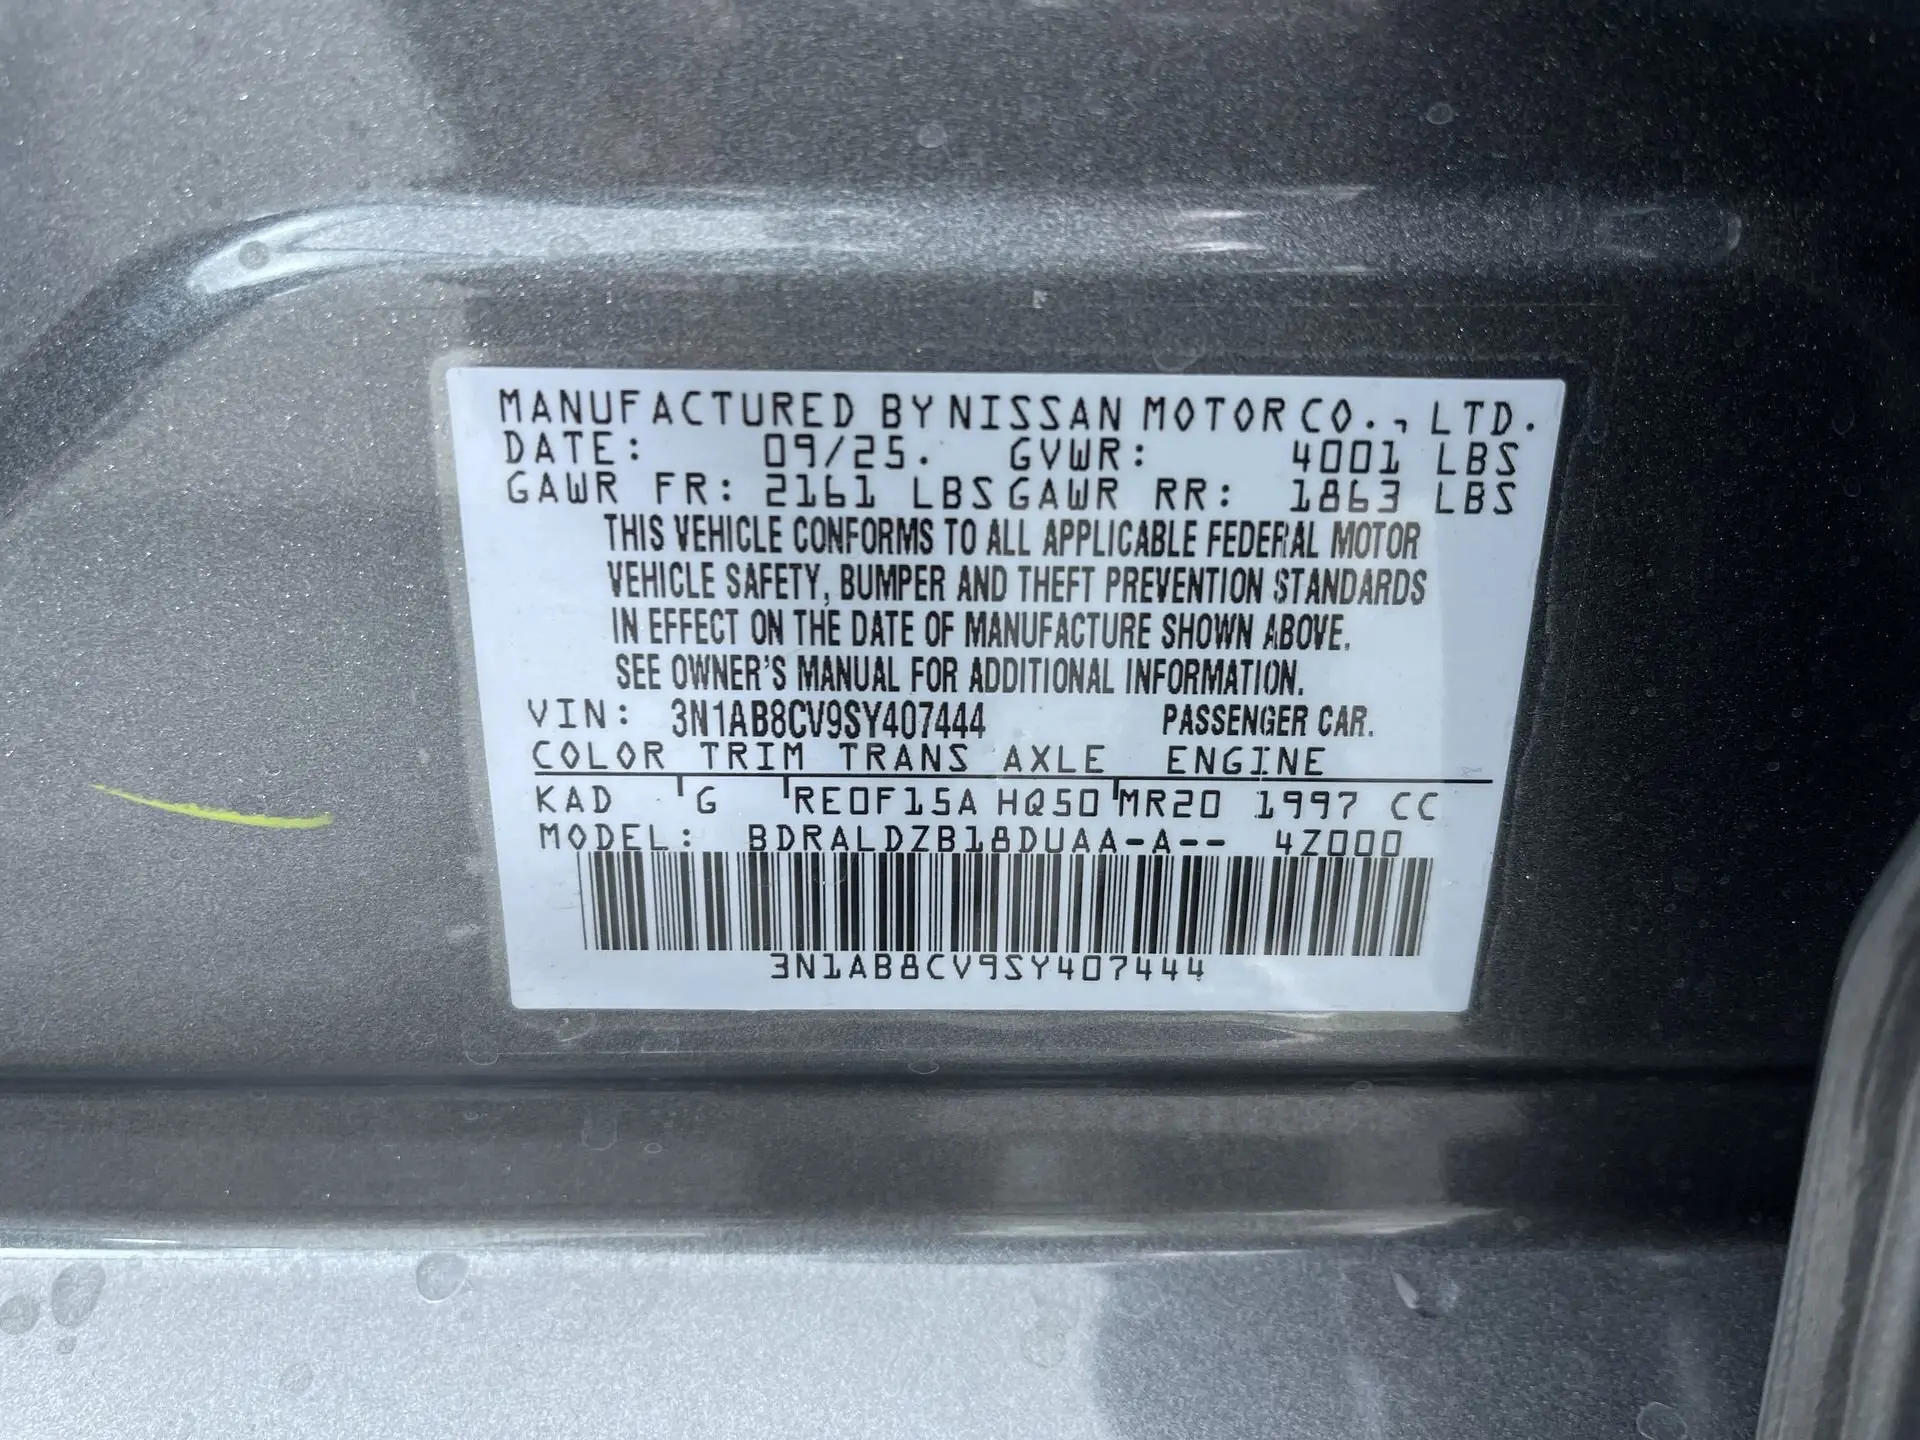 MANUFACTURED BY NISSAN MOTOR CO., LTD.
DATE: 09/25. GVWR: 4001 LBS
GAWR FR: 2161 LBS GAWR RR: 1863 LBS
THIS VEHICLE CONFORMS TO ALL APPLICABLE FEDERAL MOTOR
VEHICLE SAFETY, BUMPER AND THEFT PREVENTION STANDARDS
IN EFFECT ON THE DATE OF MANUFACTURE SHOWN ABOVE.
SEE OWNER'S MANUAL FOR ADDITIONAL INFORMATION.
VIN: 3N1AB8CV9SY407444 PASSENGER CAR.
COLOR TRIM TRANS AXLE ENGINE
KAD G RE0F15A HQ50 MR20 1997 CC
MODEL: BDRALDZB18DUAA-A-- 4Z000
3N1AB8CV9SY407444